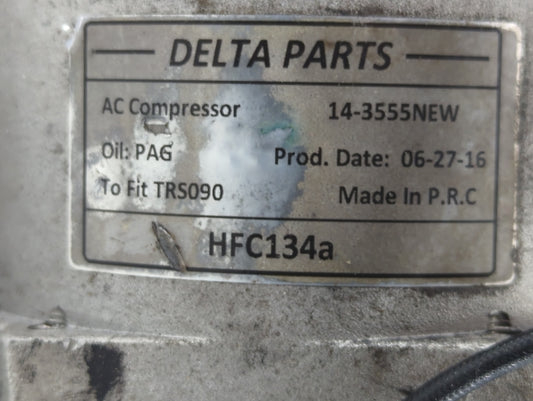 DELTA PARTS
AC Compressor 14-3555NEW
Oil: PAG Prod. Date: 06-27-16
To Fit TRS090 Made In P.R.C
HFC134a